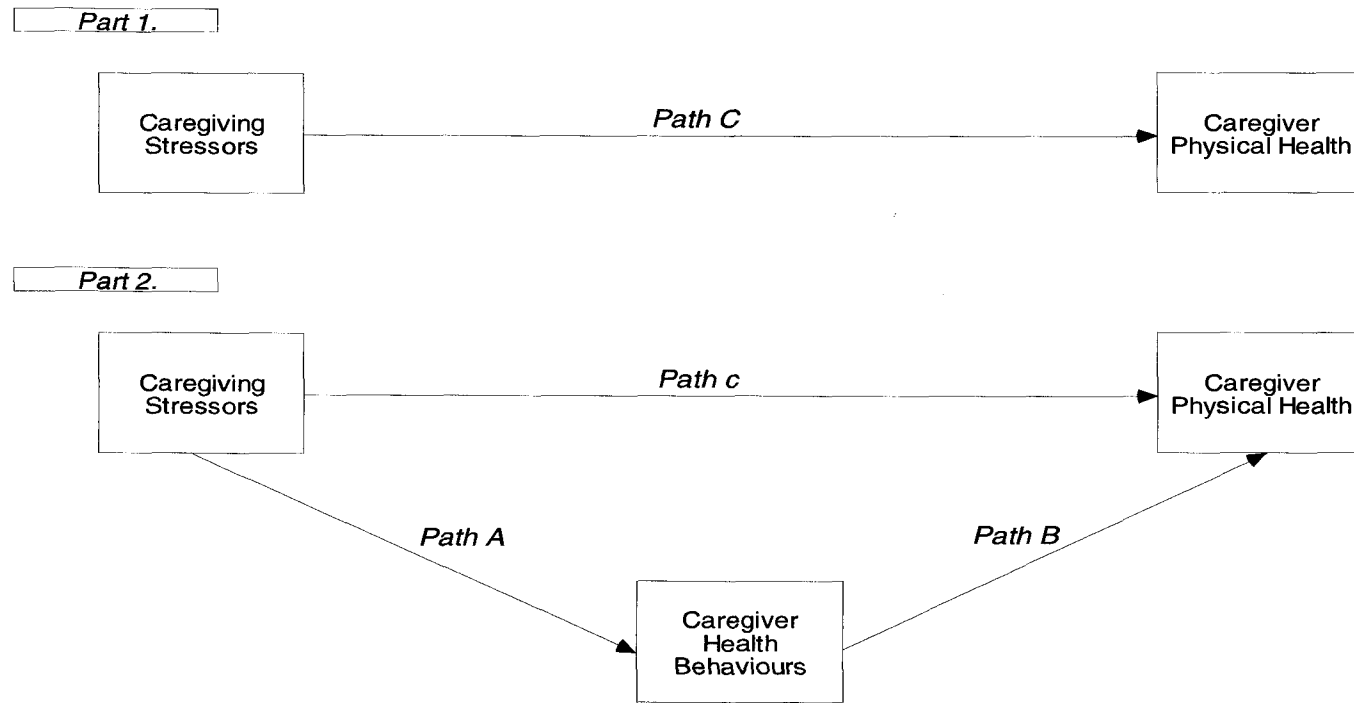 Part 1.
Caregiving
Stressors
Path C
Caregiver
Physical Health
Part 2.
Caregiving
Stressors
Path c
Caregiver
Physical Health
Path A
Path B
Caregiver
Health
Behaviours